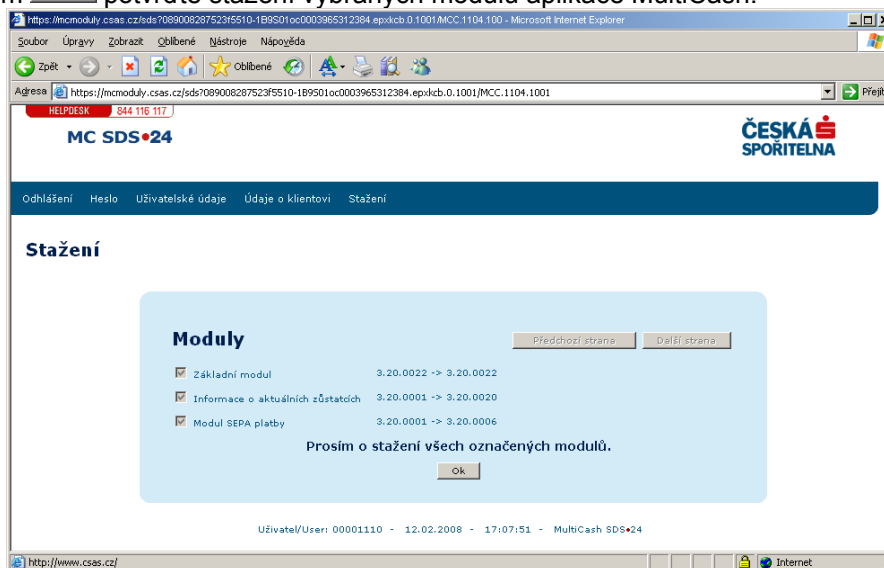 potvrďte stažení vybraných modulů aplikace MultiCash.
https://mcmoduly.csas.cz/sds?089008287523f5510-1B9S01oc0003965312384.epxkcb.0.1001/MCC.1104.100 - Microsoft Internet Explorer
Soubor Úpravy Zobrazit Oblíbené Nástroje Nápověda
Zpět Oblíbené
Adresa https://mcmoduly.csas.cz/sds?089008287523f5510-1B9501oc0003965312384.epxkcb.0.1001/MCC.1104.1001 Přejít
HELPDESK 844 116 117
MC SDS•24
ČESKÁ
SPOŘITELNA
Odhlášení Heslo Uživatelské údaje Údaje o klientovi Stažení
Stažení
Moduly Předchozí strana Další strana
Základní modul 3.20.0022 -> 3.20.0022
Informace o aktuálních zůstatcích 3.20.0001 -> 3.20.0020
Modul SEPA platby 3.20.0001 -> 3.20.0006
Prosím o stažení všech označených modulů.
Ok
Uživatel/User: 00001110 - 12.02.2008 - 17:07:51 - MultiCash SDS•24
http://www.csas.cz/ Internet